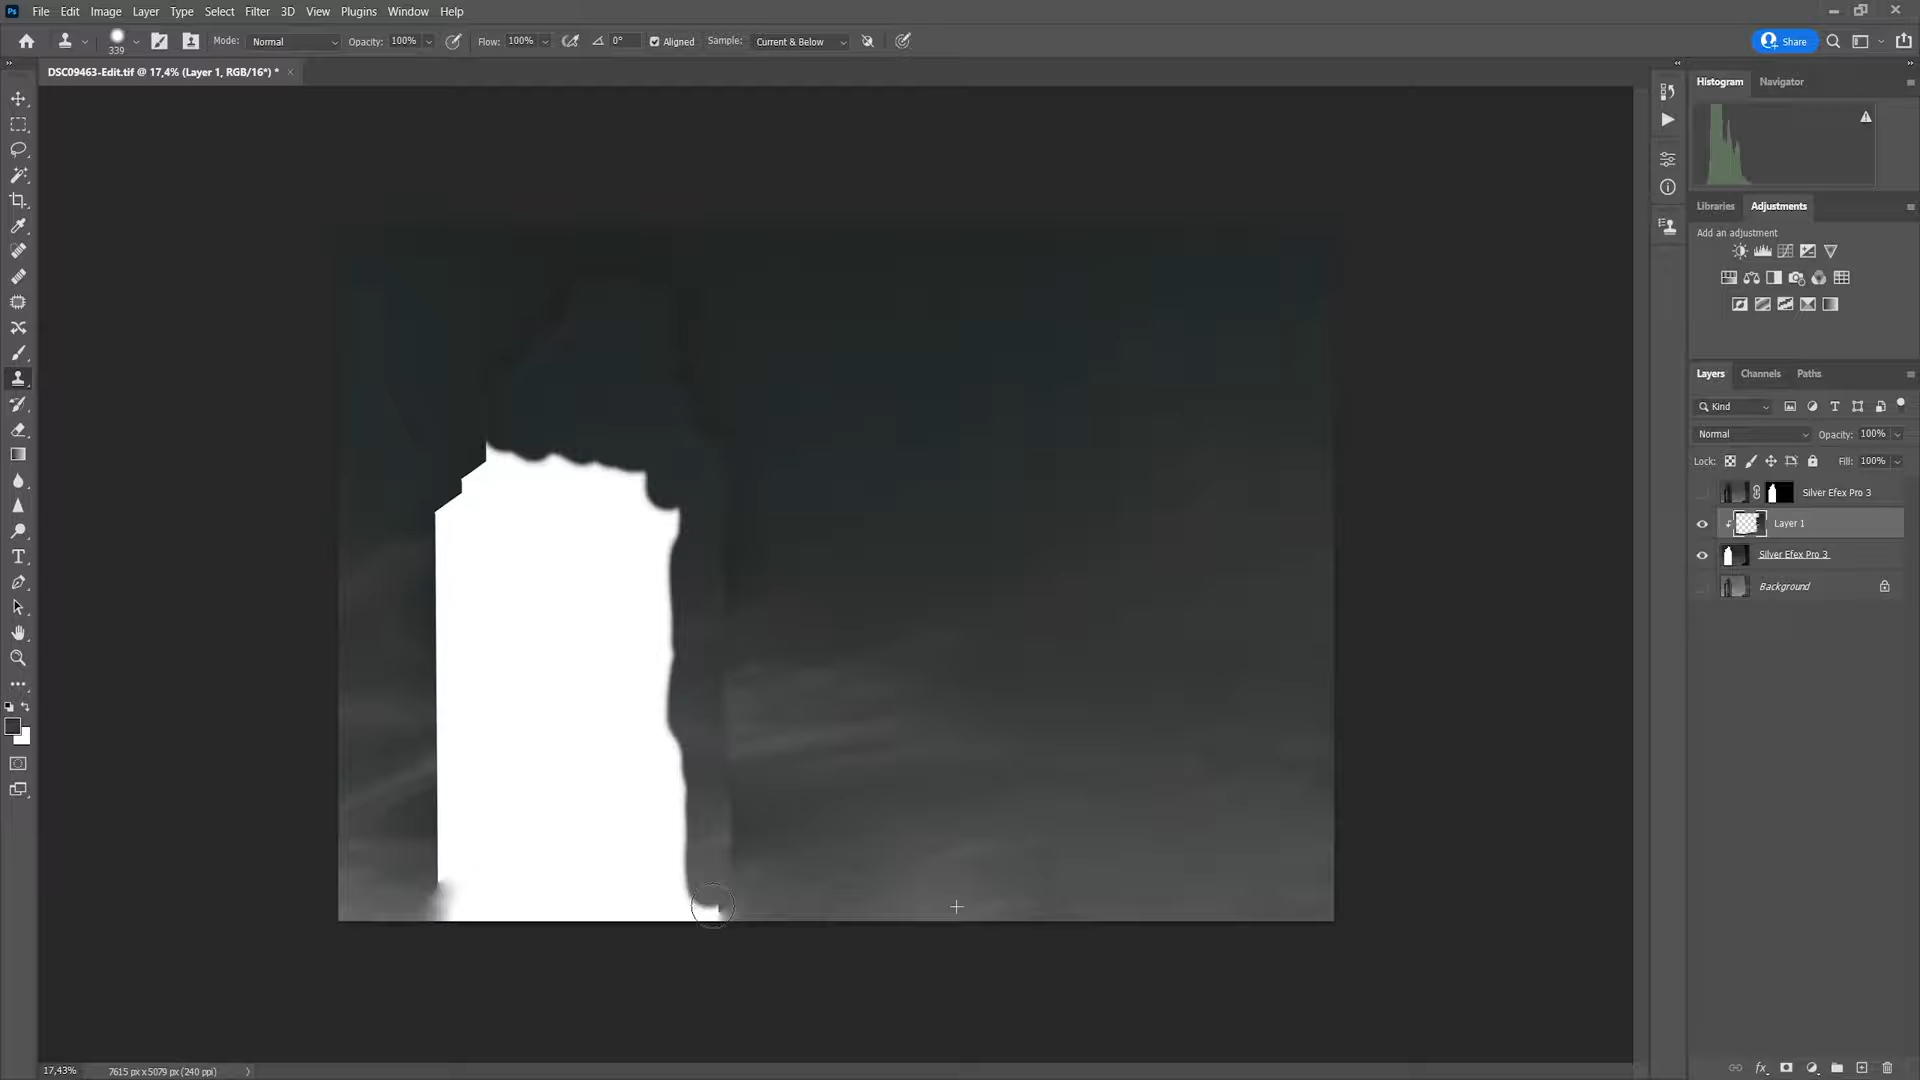 Ps File Edit Image Layer Type Select Filter 3D View Plugins Window Help
339 Mode: Normal Opacity: 100% Flow: 100% 0° Aligned Sample: Current & Below Share
DSC09463-Edit.tif @ 17,4% (Layer 1, RGB/16*) * ×
Histogram Navigator
Libraries Adjustments
Add an adjustment
Layers Channels Paths
Kind
Normal Opacity: 100%
Lock: Fill: 100%
Silver Efex Pro 3
Layer 1
Silver Efex Pro 3
Background
17,43% 7615 px x 5079 px (240 ppi)
fx